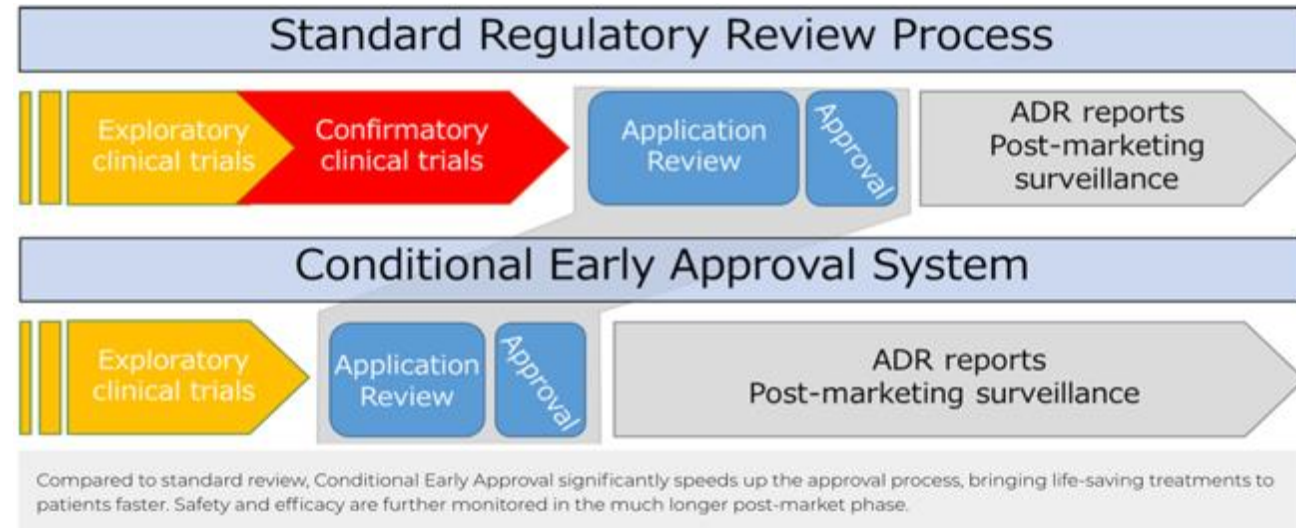 Standard Regulatory Review Process
Exploratory
clinical trials
Confirmatory
clinical trials
Application
Review
Approval
ADR reports
Post-marketing
surveillance
Conditional Early Approval System
Exploratory
clinical trials
Application
Review
Approval
ADR reports
Post-marketing surveillance
Compared to standard review, Conditional Early Approval significantly speeds up the approval process, bringing life-saving treatments to
patients faster. Safety and efficacy are further monitored in the much longer post-market phase.